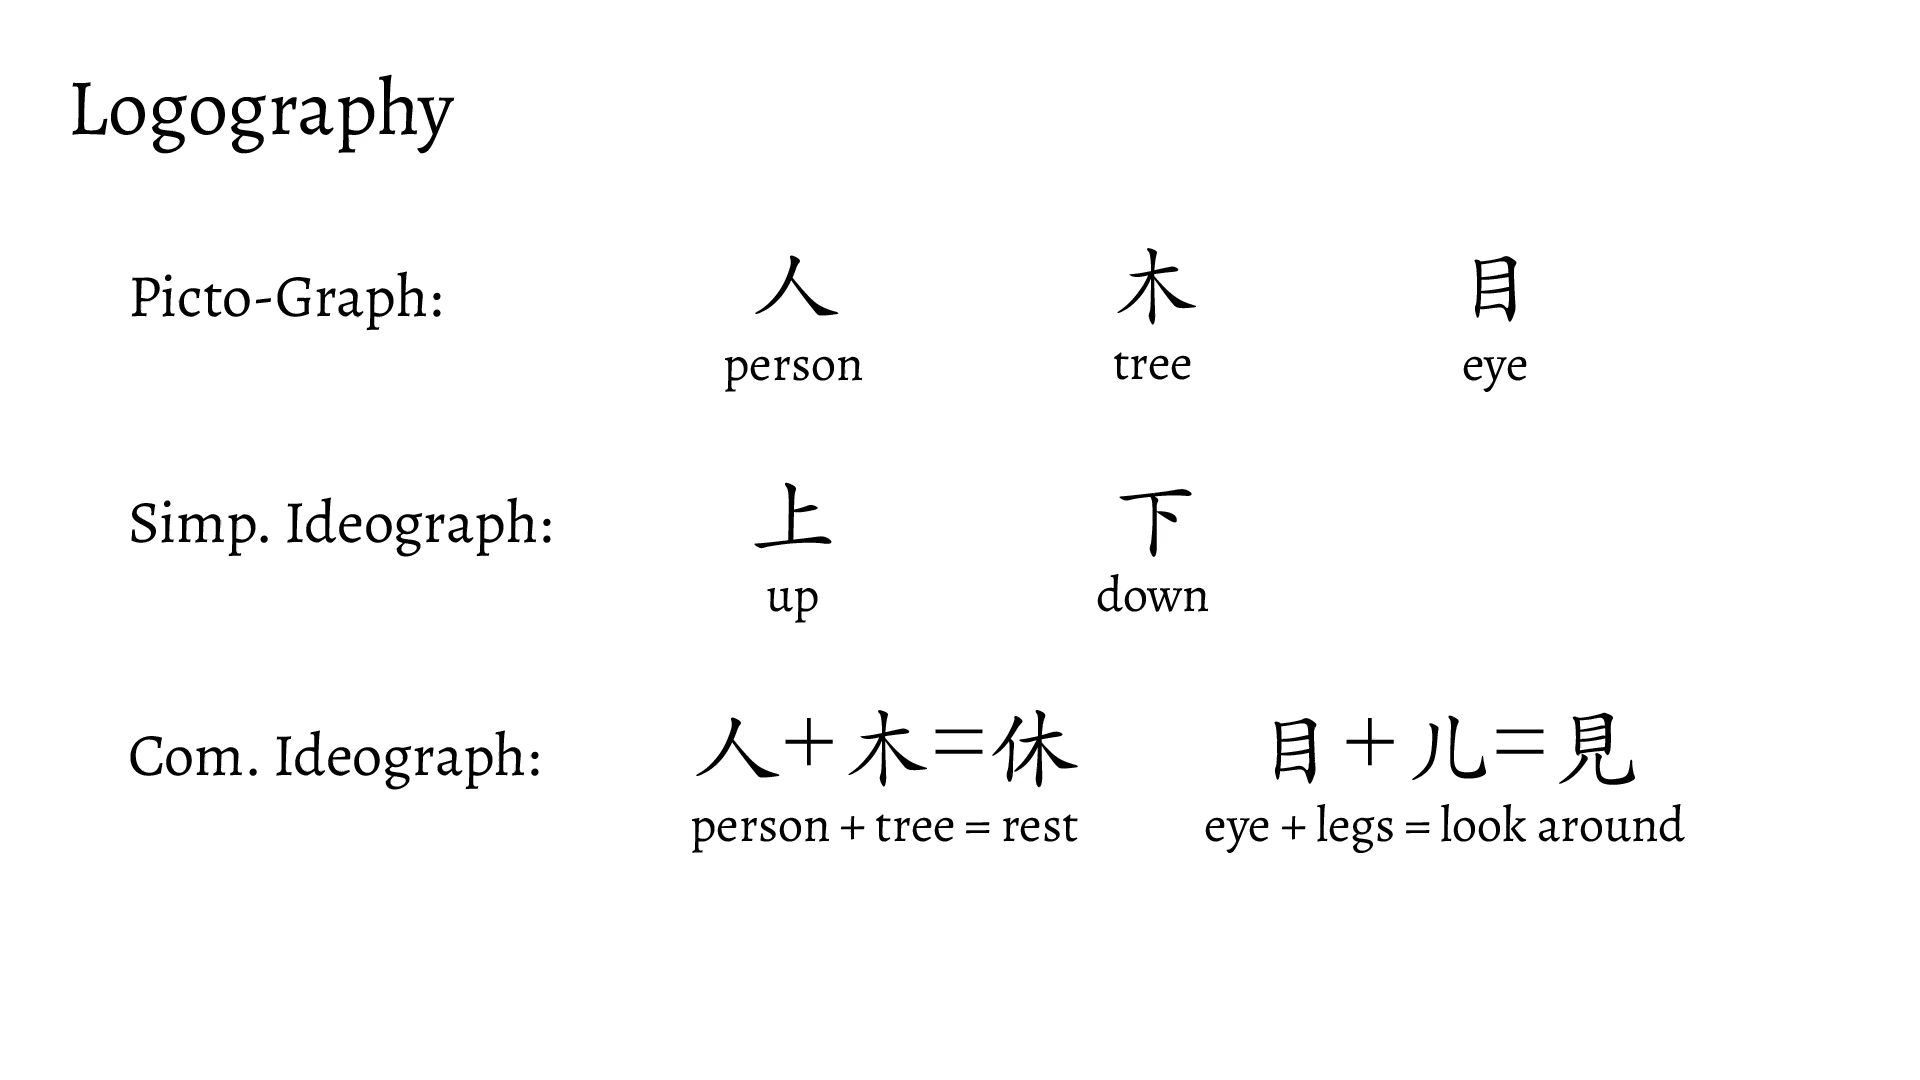 Logography
Picto-Graph: 人 木 目
person tree eye
Simp. Ideograph: 上 下
up down
Com. Ideograph: 人+木=休 目+儿=見
person + tree = rest eye + legs = look around